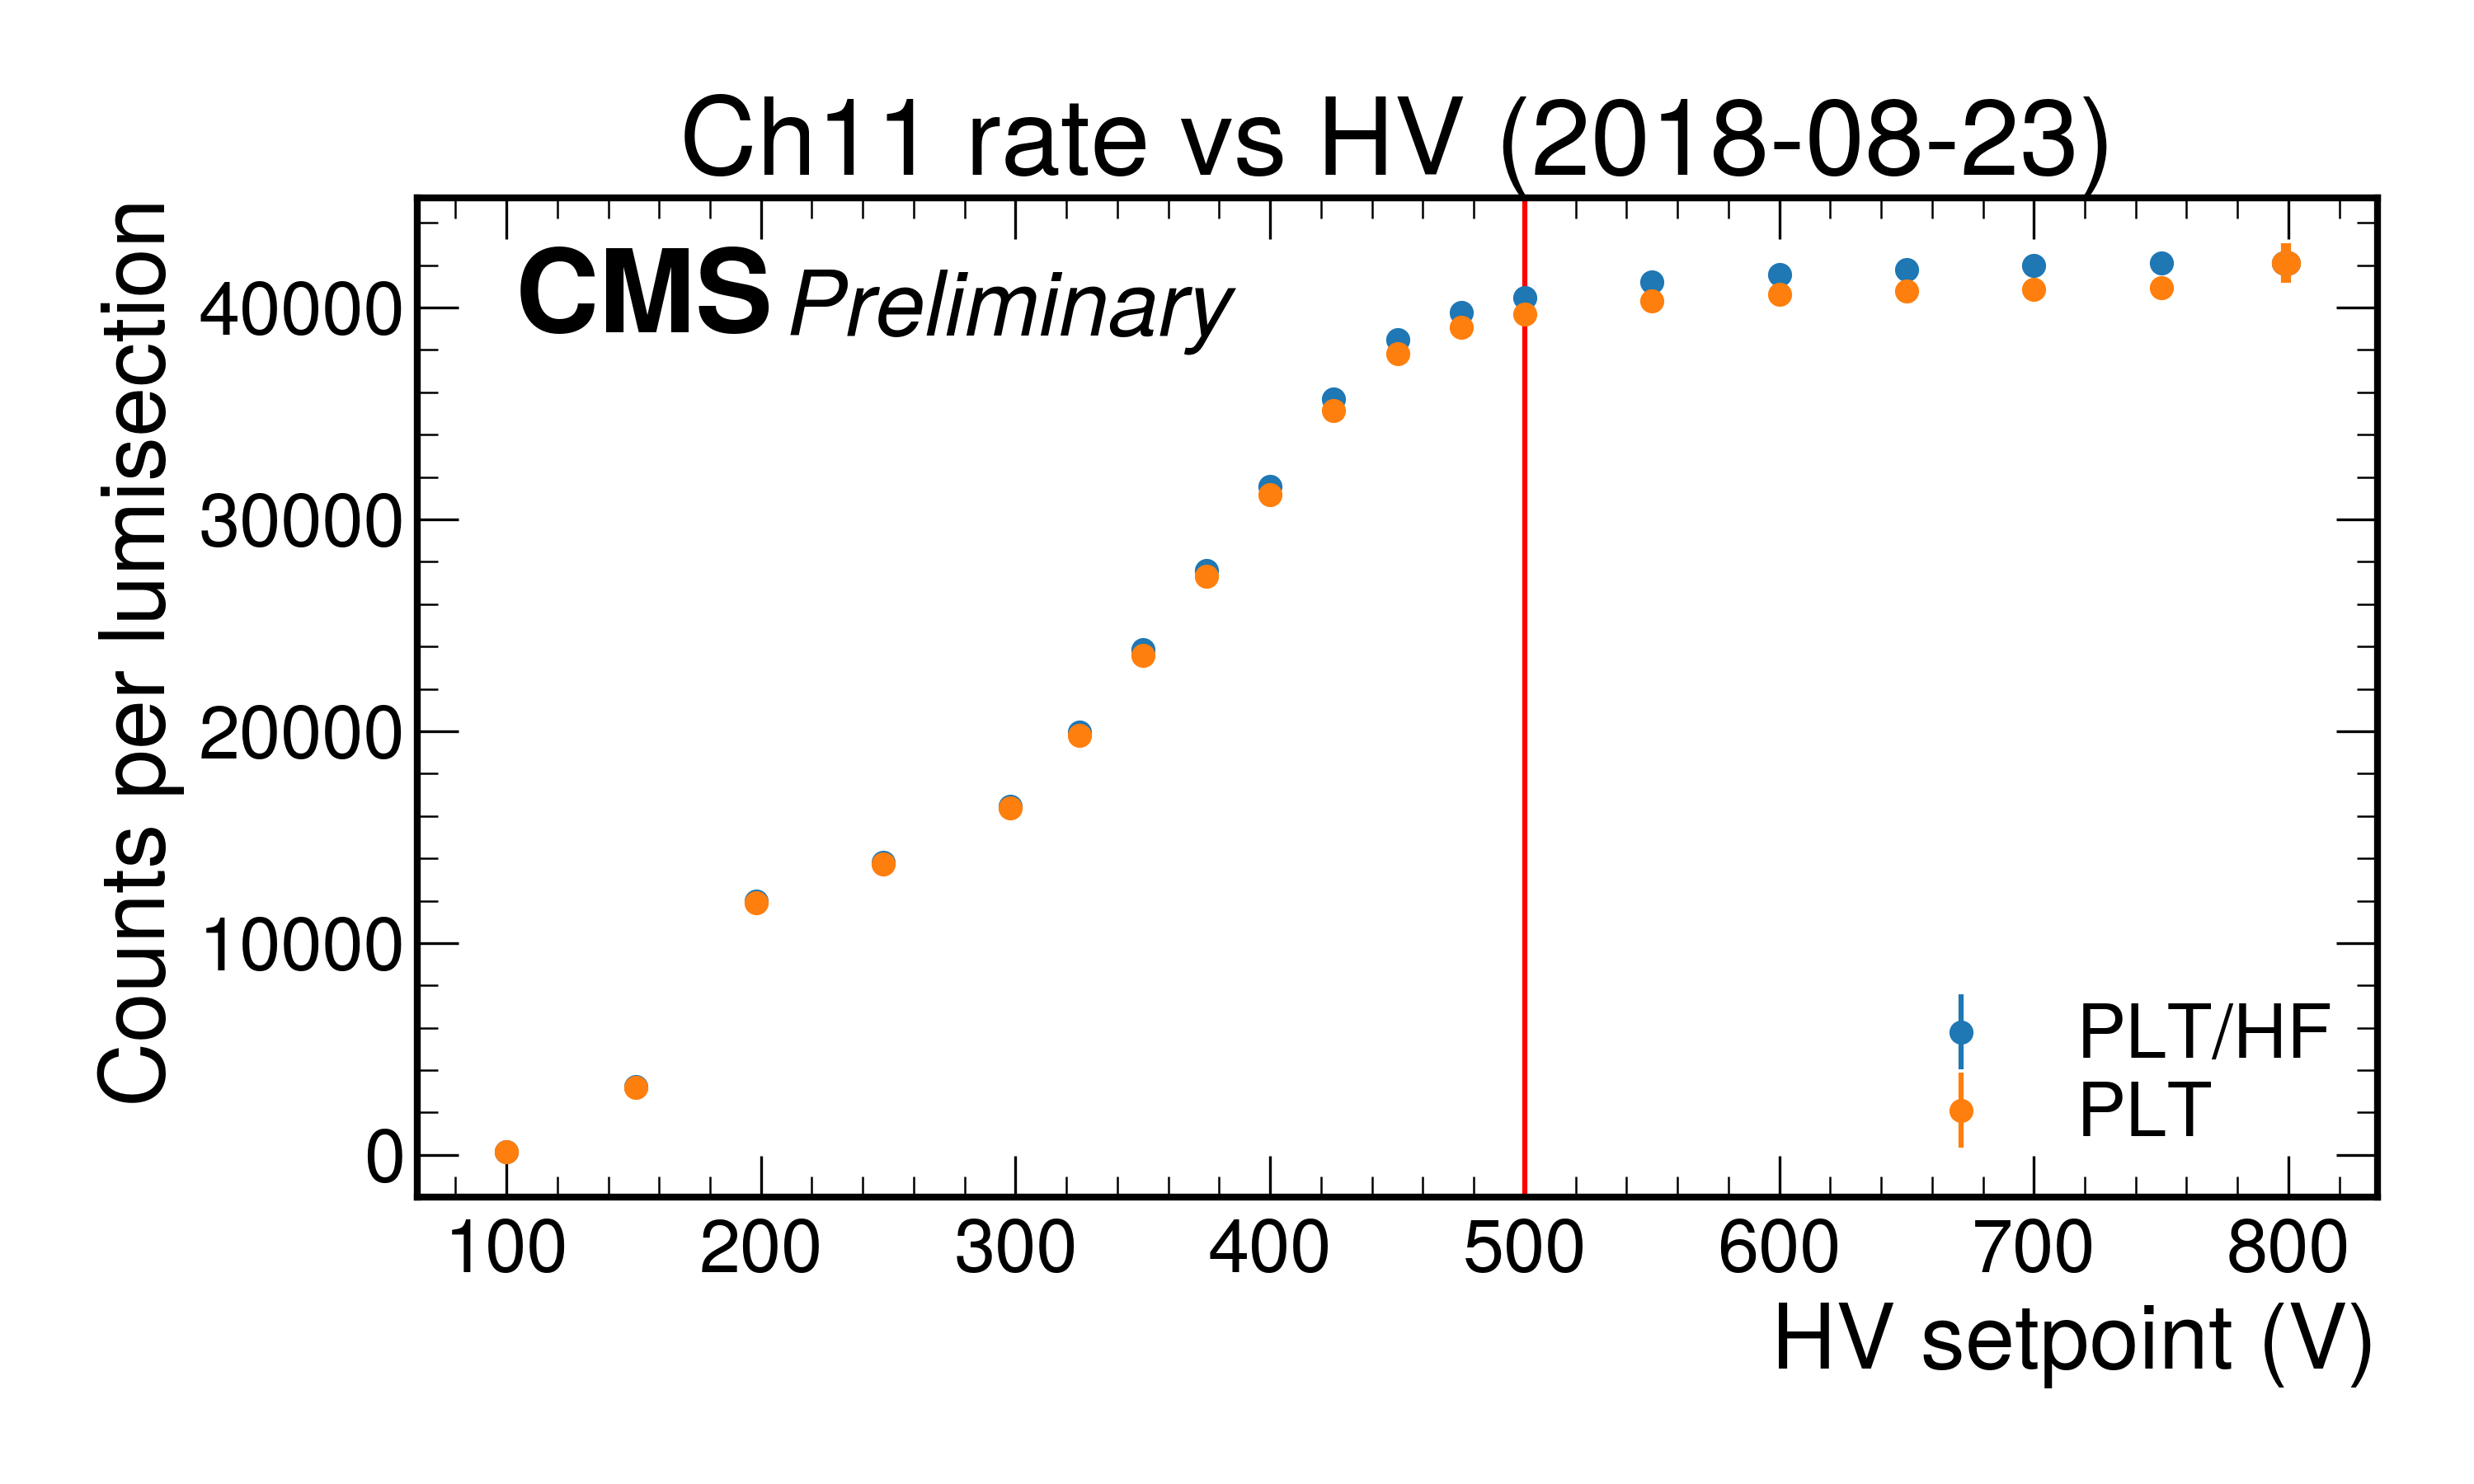 Ch11 rate vs HV (2018-08-23)
CMS Preliminary
Counts per lumisection
40000
30000
20000
10000
0
PLT/HF
PLT
100 200 300 400 500 600 700 800
HV setpoint (V)